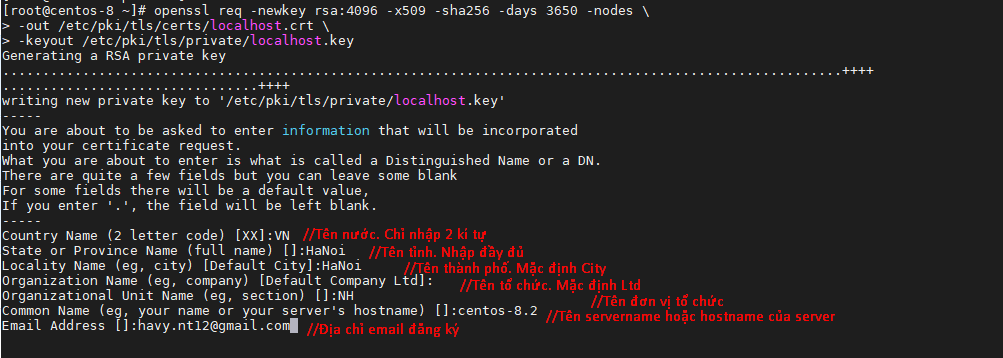 [root@centos-8 ~]# openssl req -newkey rsa:4096 -x509 -sha256 -days 3650 -nodes \
> -out /etc/pki/tls/certs/localhost.crt \
> -keyout /etc/pki/tls/private/localhost.key
Generating a RSA private key
..........................................................................................................++++
................................++++
writing new private key to '/etc/pki/tls/private/localhost.key'
-----
You are about to be asked to enter information that will be incorporated
into your certificate request.
What you are about to enter is what is called a Distinguished Name or a DN.
There are quite a few fields but you can leave some blank
For some fields there will be a default value,
If you enter '.', the field will be left blank.
-----
Country Name (2 letter code) [XX]:VN //Tên nước. Chỉ nhập 2 kí tự
State or Province Name (full name) []:HaNoi //Tên tỉnh. Nhập đầy đủ
Locality Name (eg, city) [Default City]:HaNoi //Tên thành phố. Mặc định City
Organization Name (eg, company) [Default Company Ltd]: //Tên tổ chức. Mặc định Ltd
Organizational Unit Name (eg, section) []:NH //Tên đơn vị tổ chức
Common Name (eg, your name or your server's hostname) []:centos-8.2 //Tên servername hoặc hostname của server
Email Address []:havy.nt12@gmail.com //Địa chỉ email đăng ký